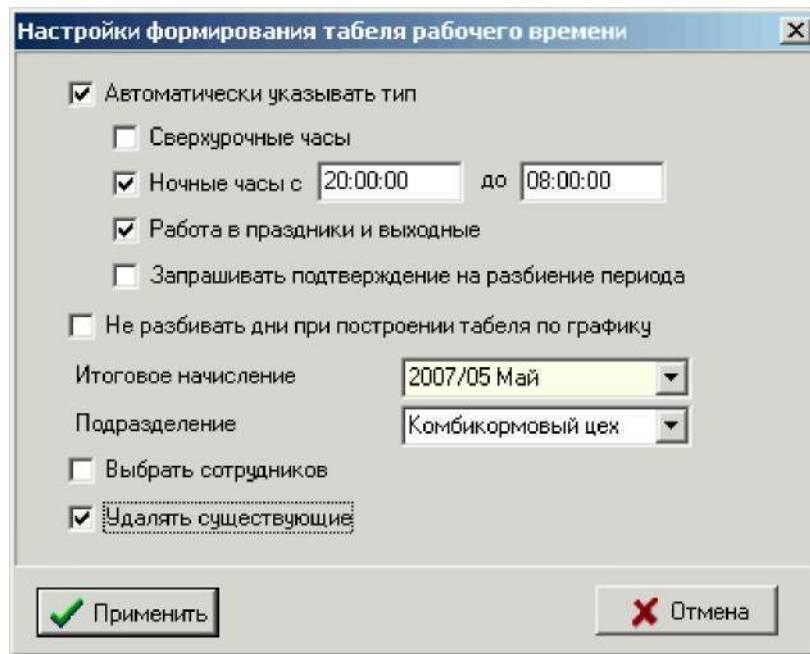 Настройки формирования табеля рабочего времени
Автоматически указывать тип
Сверхурочные часы
Ночные часы с 20:00:00 до 08:00:00
Работа в праздники и выходные
Запрашивать подтверждение на разбиение периода
Не разбивать дни при построении табеля по графику
Итоговое начисление 2007/05 Май
Подразделение Комбикормовый цех
Выбрать сотрудников
Удалять существующие
Применить Отмена